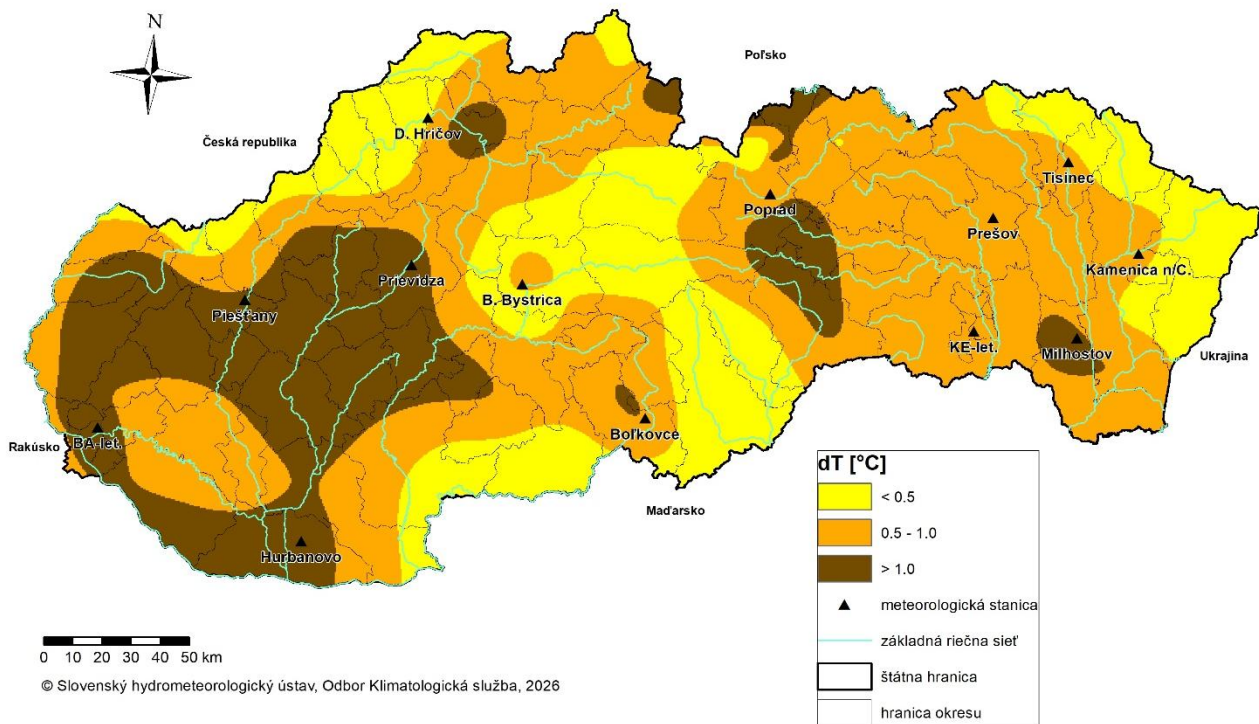 N
Poľsko
Česká republika
D. Hričov
Tisinec
Poprad
Prešov
Kamenica n/C.
Prievidza
B. Bystrica
Piešťany
KE-let.
Milhostov
Ukrajina
Boľkovce
BA-let.
Rakúsko
Maďarsko
Hurbanovo
dT [°C]
< 0.5
0.5 - 1.0
> 1.0
meteorologická stanica
základná riečna sieť
štátna hranica
hranica okresu
0 10 20 30 40 50 km
© Slovenský hydrometeorologický ústav, Odbor Klimatologická služba, 2026